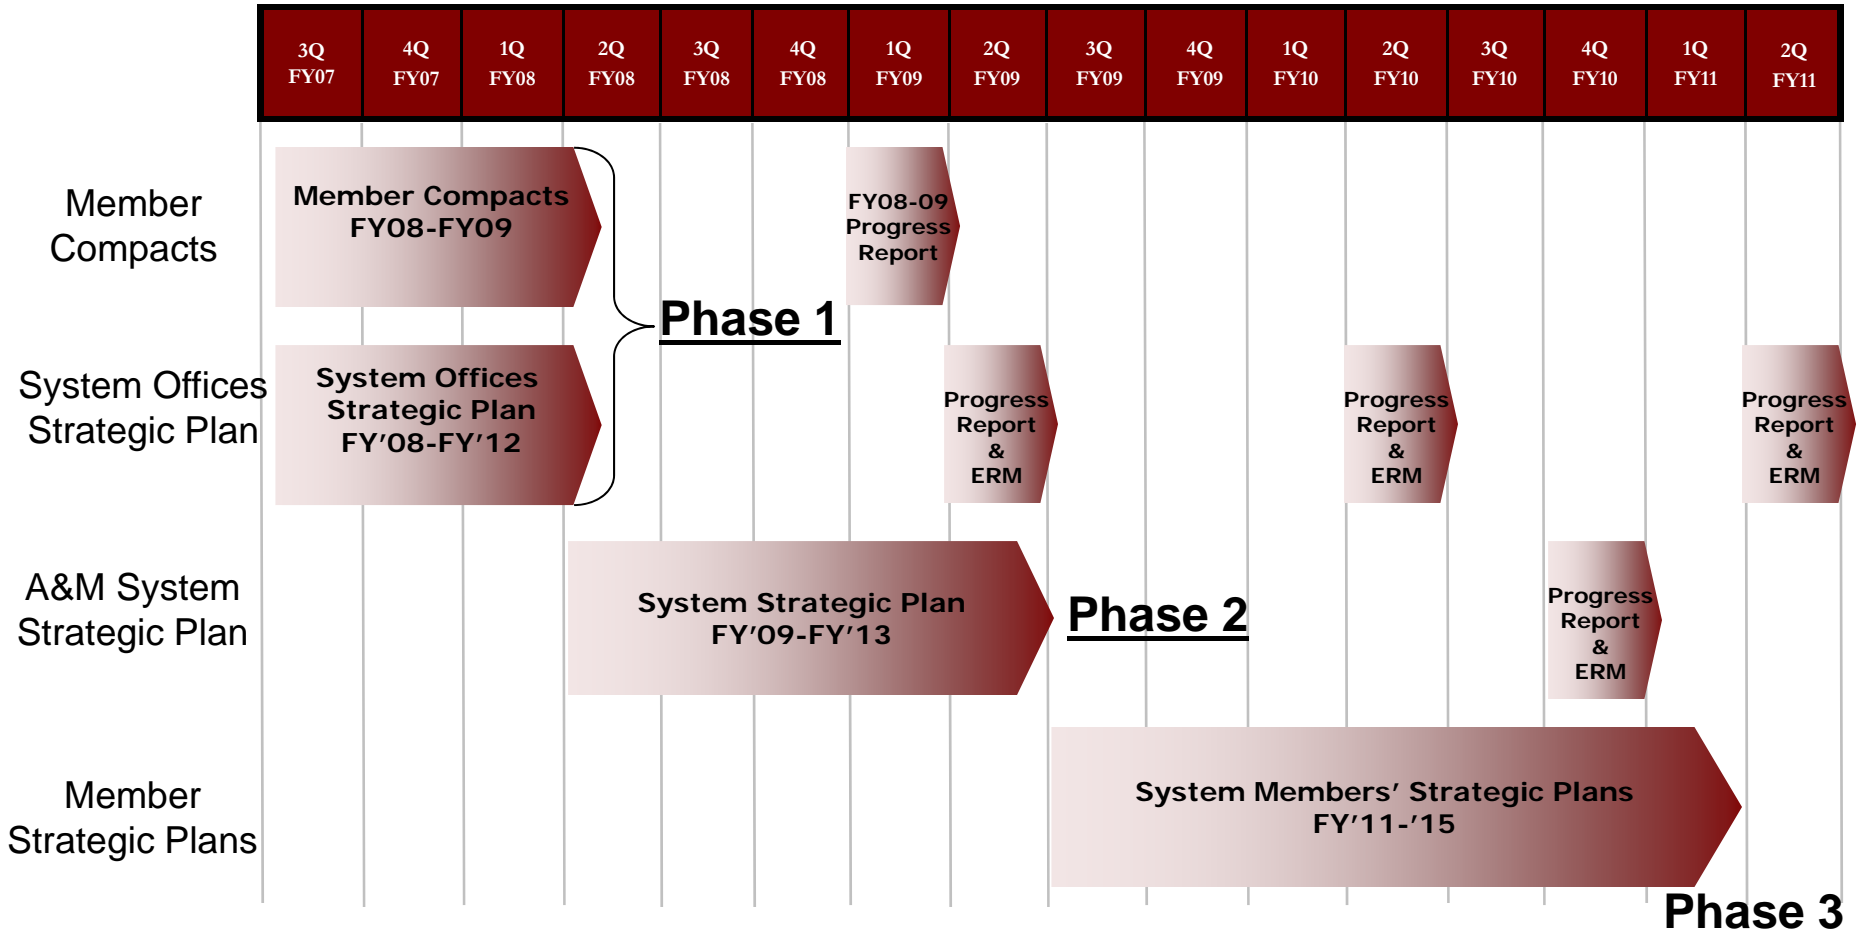 3Q 4Q 1Q 2Q 3Q 4Q 1Q 2Q 3Q 4Q 1Q 2Q 3Q 4Q 1Q 2Q
FY07 FY07 FY08 FY08 FY08 FY08 FY09 FY09 FY09 FY09 FY10 FY10 FY10 FY10 FY11 FY11
Member
Compacts
Member Compacts
FY08-FY09
FY08-09
Progress
Report
Phase 1
System Offices
Strategic Plan
System Offices
Strategic Plan
FY'08-FY'12
Progress
Report
&
ERM
Progress
Report
&
ERM
Progress
Report
&
ERM
A&M System
Strategic Plan
System Strategic Plan
FY'09-FY'13
Phase 2
Progress
Report
&
ERM
Member
Strategic Plans
System Members' Strategic Plans
FY'11-'15
Phase 3